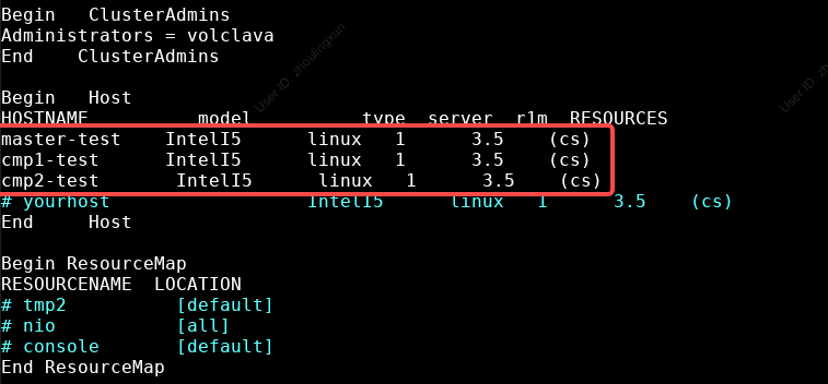 Begin   ClusterAdmins
Administrators = volclava
End    ClusterAdmins
Begin   Host
HOSTNAME          model          type  server  r1m  RESOURCES
master-test    IntelI5      linux   1      3.5    (cs)
cmp1-test      IntelI5      linux   1      3.5    (cs)
cmp2-test       IntelI5      linux   1      3.5    (cs)
# yourhost                  IntelI5      linux   1      3.5    (cs)
End     Host
Begin ResourceMap
RESOURCENAME  LOCATION
# tmp2          [default]
# nio           [all]
# console       [default]
End ResourceMap
User ID: zhoulingxun
User ID: zhoulingxun